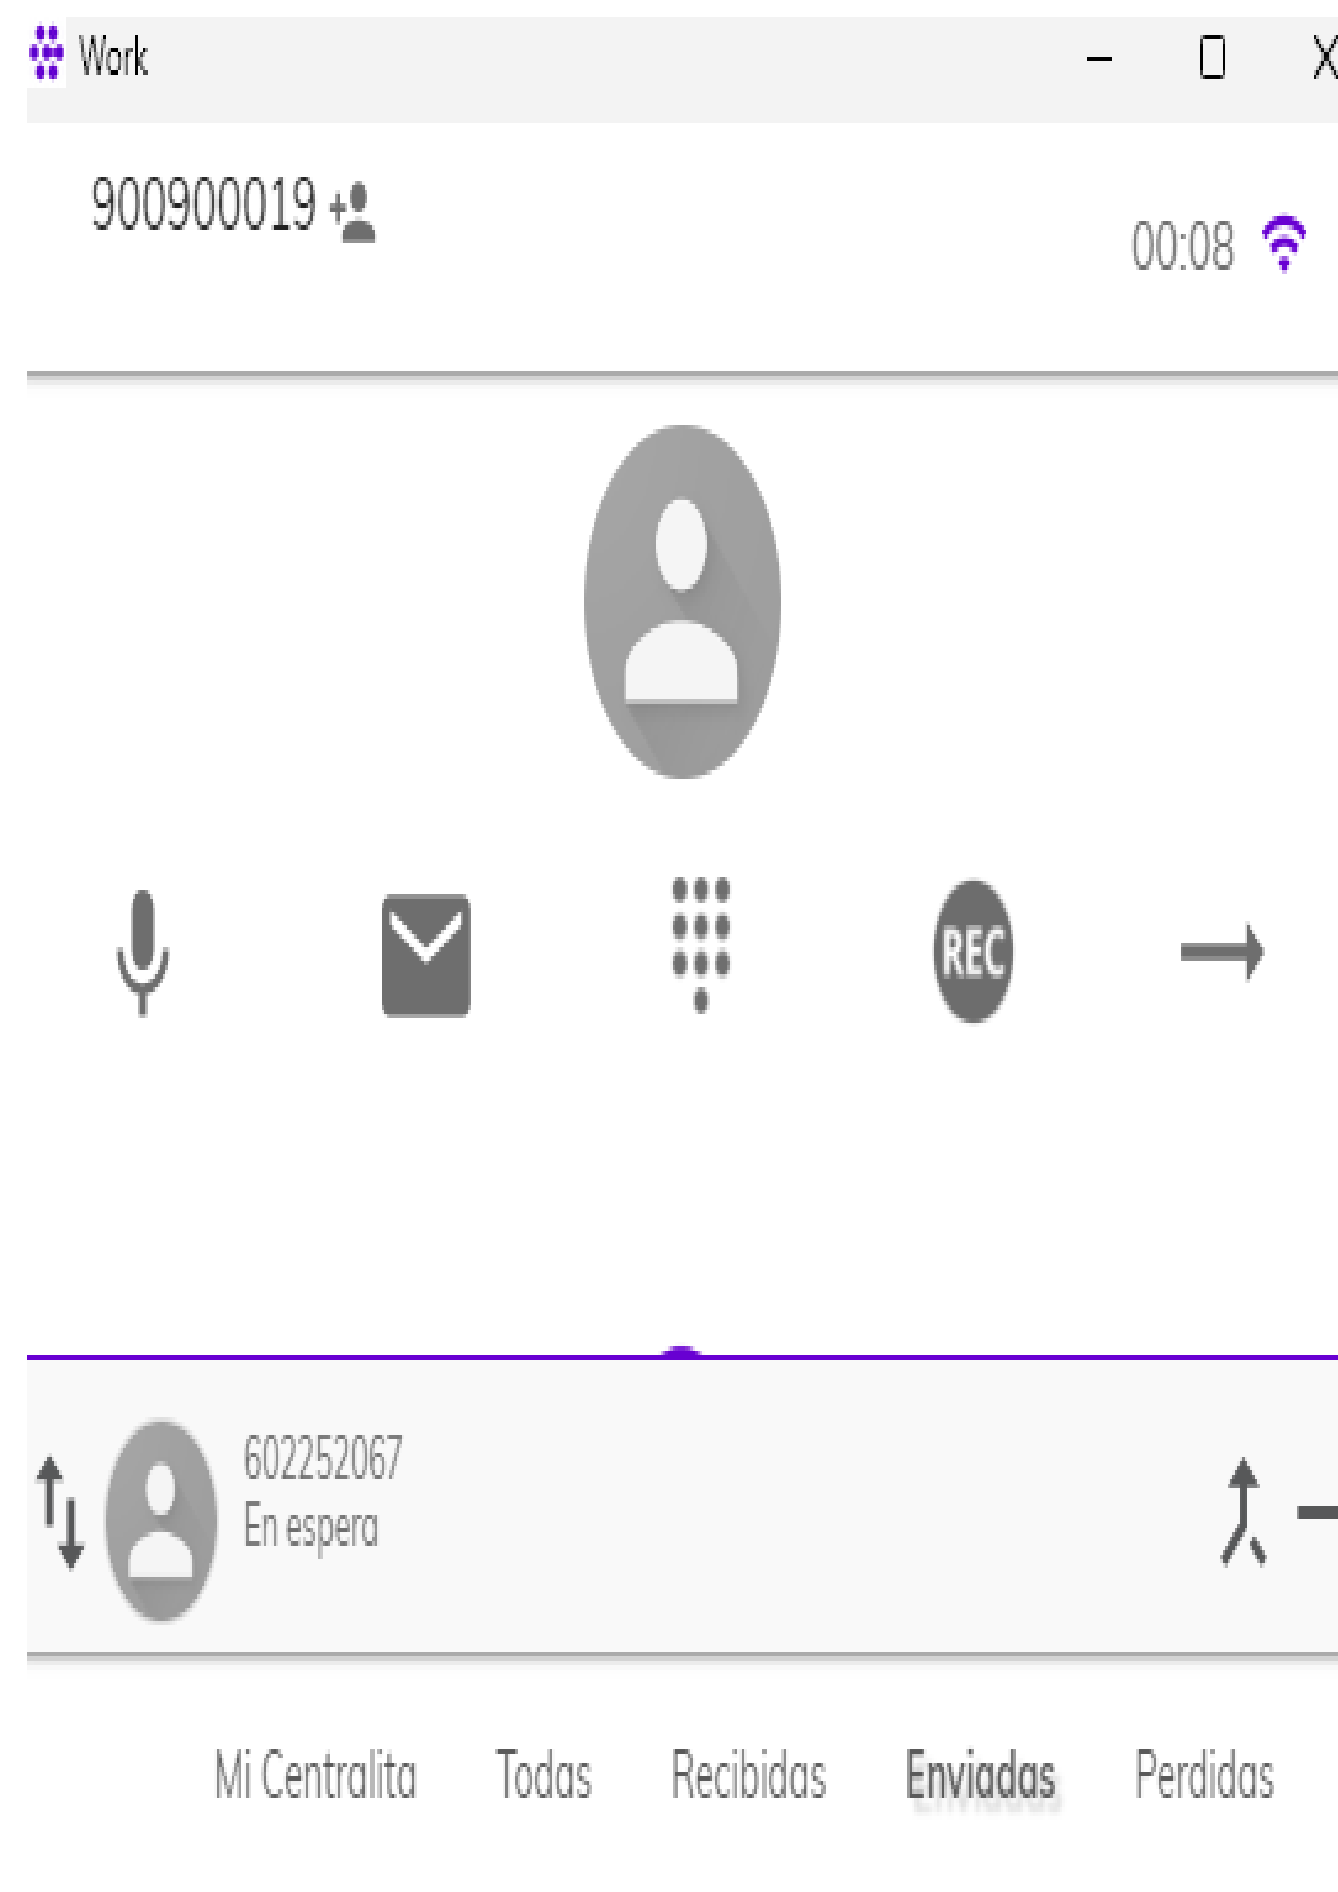 Work
900900019
00:08
REC
602252067
En espera
Mi Centralita Todas Recibidas Enviadas Perdidas